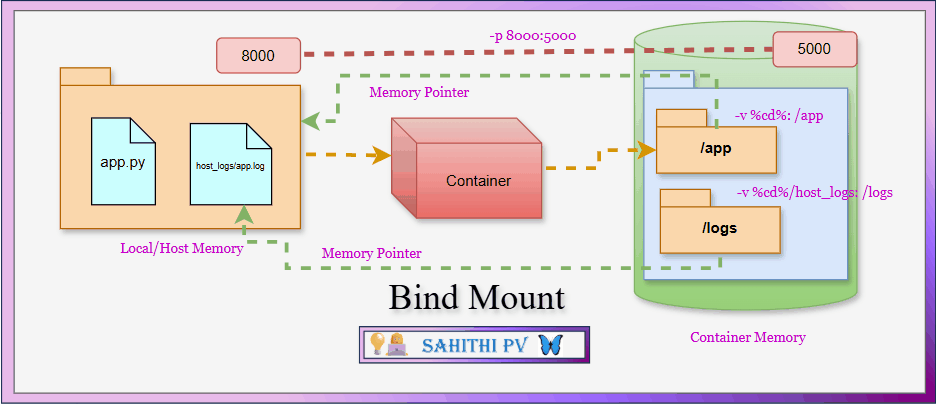 -p 8000:5000
8000
5000
Memory Pointer
-v %cd%: /app
app.py
host_logs/app.log
Container
/app
-v %cd%/host_logs: /logs
/logs
Local/Host Memory
Memory Pointer
Bind Mount
SAHITHI PV
Container Memory